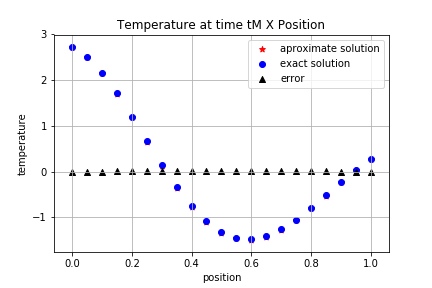 Temperature at time tM X Position
aproximate solution
exact solution
error
temperature
3
2
1
0
−1
0.0 0.2 0.4 0.6 0.8 1.0
position